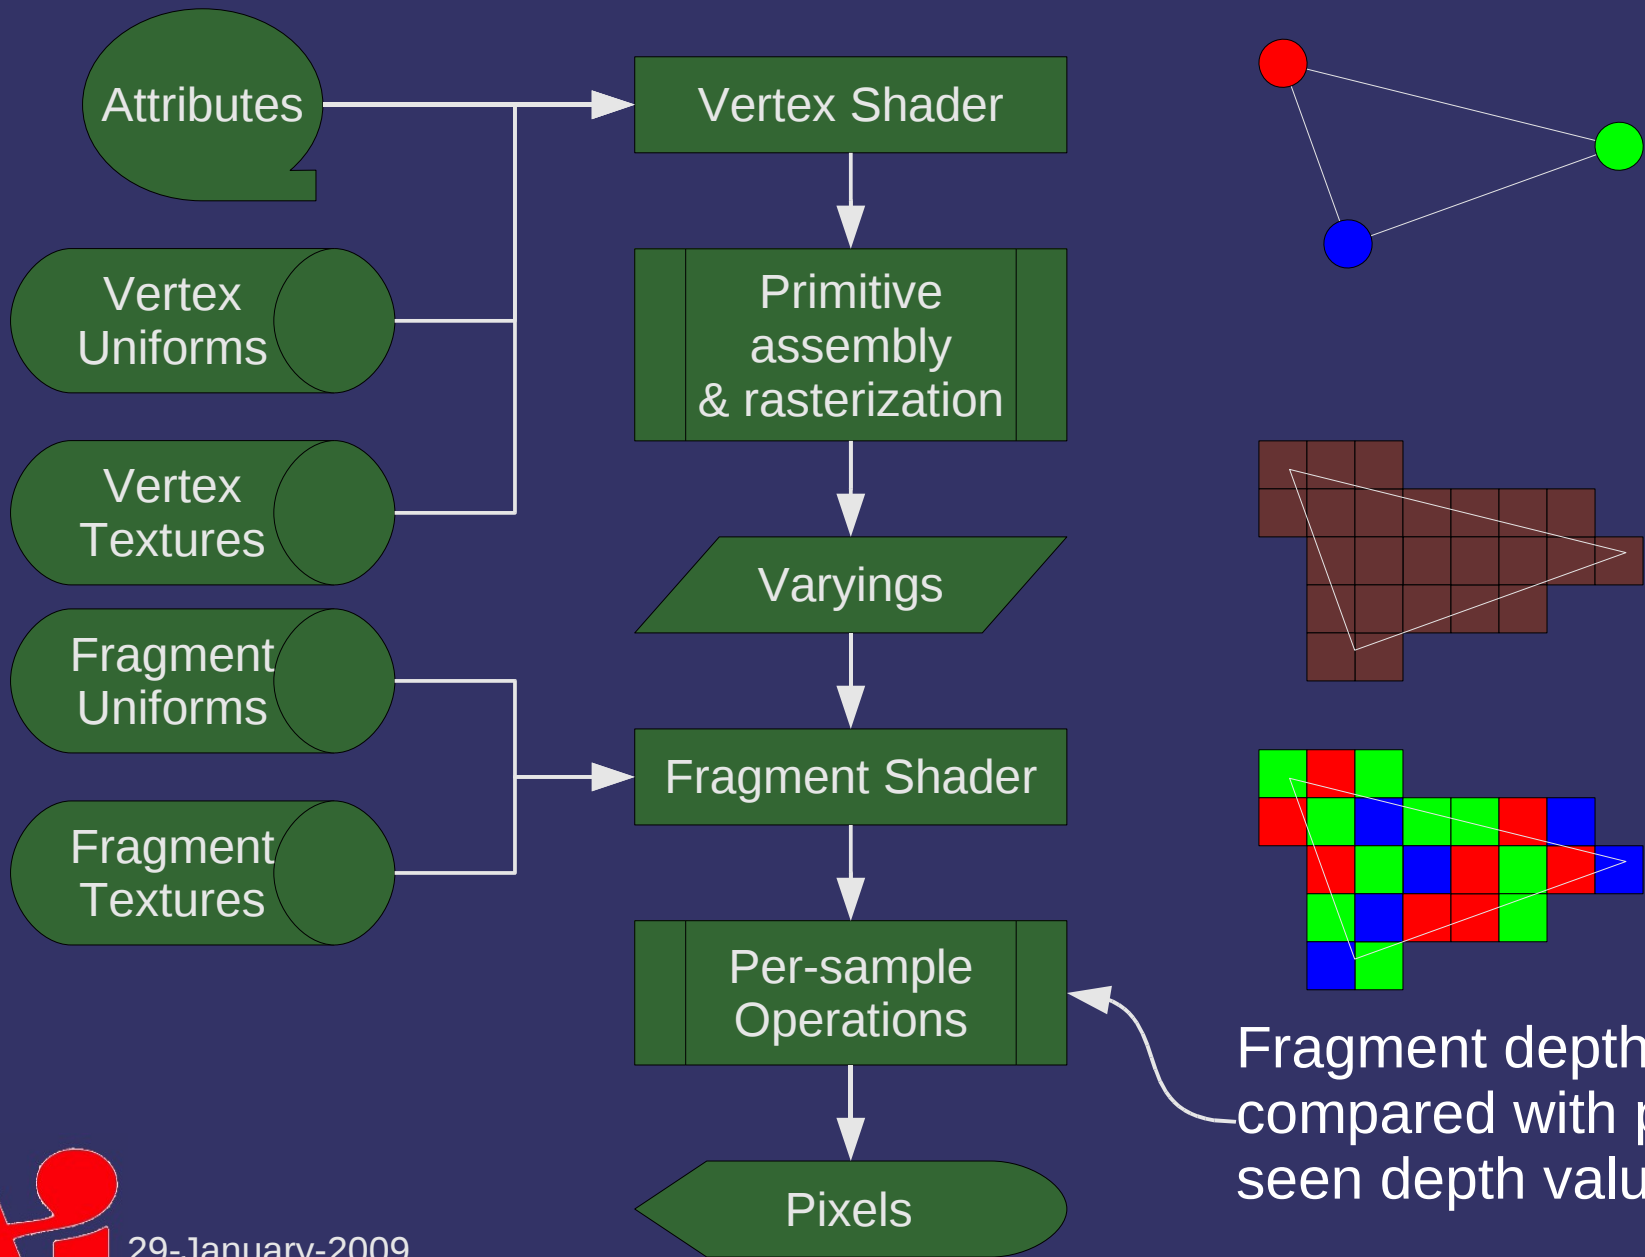 Attributes
Vertex Shader
Vertex
Uniforms
Primitive
assembly
& rasterization
Vertex
Textures
Varyings
Fragment
Uniforms
Fragment Shader
Fragment
Textures
Per-sample
Operations
Fragment depth
compared with
seen depth
Pixels
29-January-2009